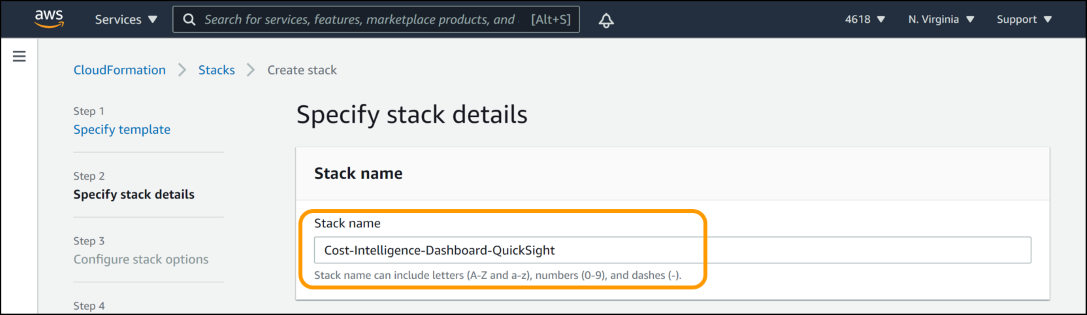 aws Services ▼ Search for services, features, marketplace products, and [Alt+S] 4618 ▼ N. Virginia ▼ Support ▼
CloudFormation > Stacks > Create stack
Step 1
Specify template
Step 2
Specify stack details
Step 3
Configure stack options
Step 4
Specify stack details
Stack name
Stack name
Cost-Intelligence-Dashboard-QuickSight
Stack name can include letters (A-Z and a-z), numbers (0-9), and dashes (-).